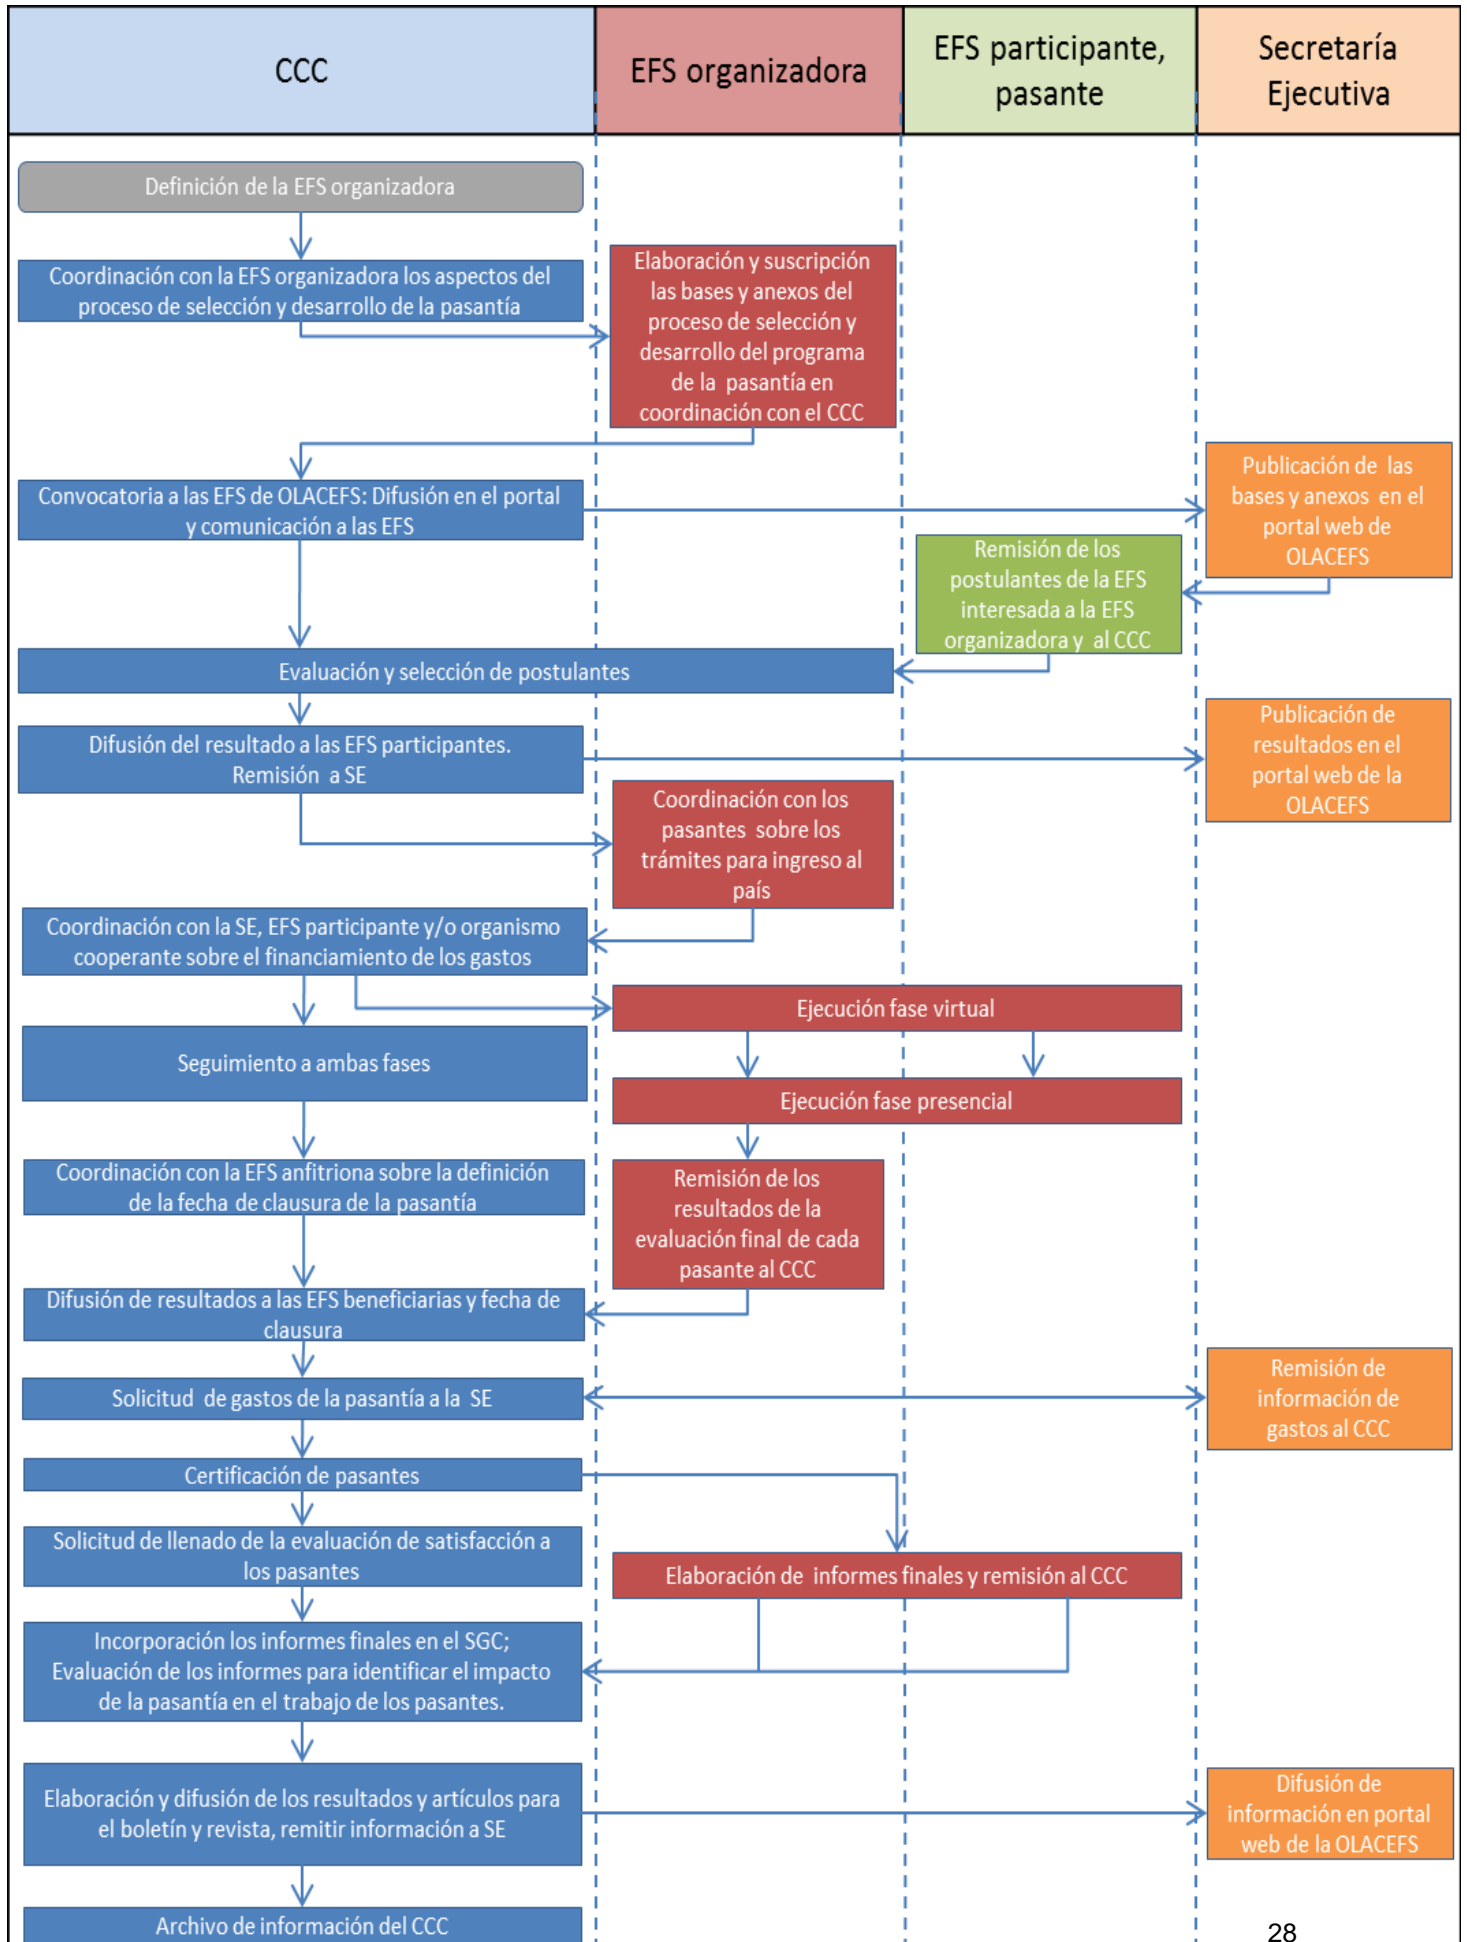 CCC
EFS organizadora
EFS participante,
pasante
Secretaría
Ejecutiva
Definición de la EFS organizadora
Coordinación con la EFS organizadora los aspectos del
proceso de selección y desarrollo de la pasantía
Elaboración y suscripción
las bases y anexos del
proceso de selección y
desarrollo del programa
de la pasantía en
coordinación con el CCC
Convocatoria a las EFS de OLACEFS: Difusión en el portal
y comunicación a las EFS
Publicación de las
bases y anexos en el
portal web de
OLACEFS
Remisión de los
postulantes de la EFS
interesada a la EFS
organizadora y al CCC
Evaluación y selección de postulantes
Difusión del resultado a las EFS participantes.
Remisión a SE
Publicación de
resultados en el
portal web de la
OLACEFS
Coordinación con los
pasantes sobre los
trámites para ingreso al
país
Coordinación con la SE, EFS participante y/o organismo
cooperante sobre el financiamiento de los gastos
Ejecución fase virtual
Seguimiento a ambas fases
Ejecución fase presencial
Coordinación con la EFS anfitriona sobre la definición
de la fecha de clausura de la pasantía
Remisión de los
resultados de la
evaluación final de cada
pasante al CCC
Difusión de resultados a las EFS beneficiarias y fecha de
clausura
Solicitud de gastos de la pasantía a la SE
Remisión de
información de
gastos al CCC
Certificación de pasantes
Solicitud de llenado de la evaluación de satisfacción a
los pasantes
Elaboración de informes finales y remisión al CCC
Incorporación los informes finales en el SGC;
Evaluación de los informes para identificar el impacto
de la pasantía en el trabajo de los pasantes.
Elaboración y difusión de los resultados y artículos para
el boletín y revista, remitir información a SE
Difusión de
información en portal
web de la OLACEFS
Archivo de información del CCC
28